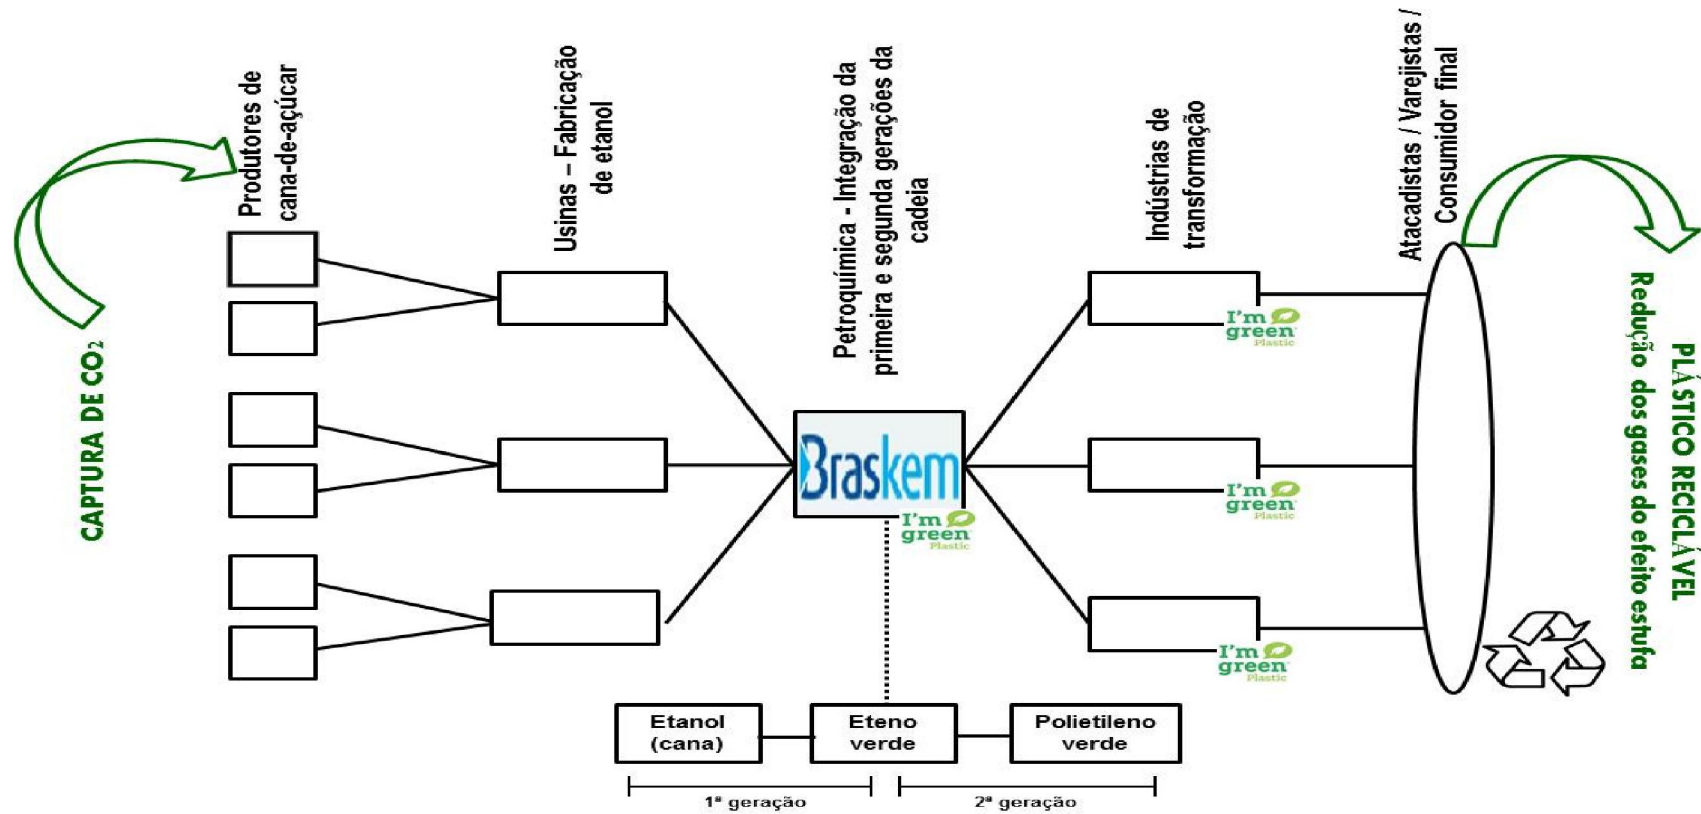 CAPTURA DE CO₂
Produtores de
cana-de-açúcar
Usinas – Fabricação
de etanol
Petroquímica - Integração da
primeira e segunda gerações da
cadeia
Indústrias de
transformação
Atacadistas / Varejistas /
Consumidor final
PLÁSTICO RECICLÁVEL
Redução dos gases do efeito estufa
Braskem
I'm
green
Plastic
I'm
green
Plastic
I'm
green
Plastic
I'm
green
Plastic
Etanol
(cana)
Eteno
verde
Polietileno
verde
1ª geração
2ª geração